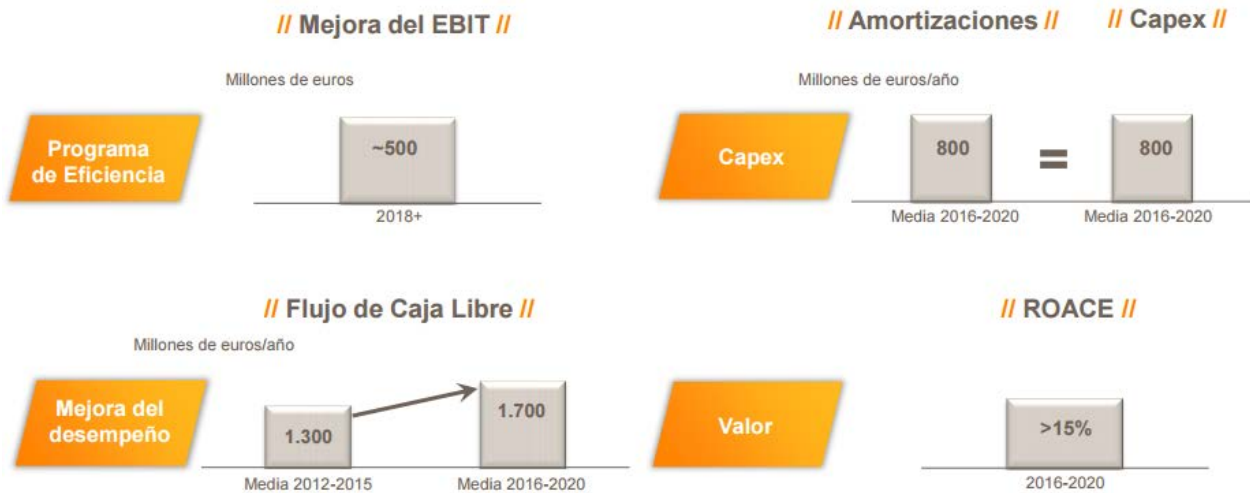 // Mejora del EBIT //
Millones de euros
Programa
de Eficiencia
~500
2018+
// Amortizaciones // // Capex //
Millones de euros/año
Capex
800 = 800
Media 2016-2020 Media 2016-2020
// Flujo de Caja Libre //
Millones de euros/año
Mejora del
desempeño
1.300
1.700
Media 2012-2015 Media 2016-2020
// ROACE //
Valor
>15%
2016-2020